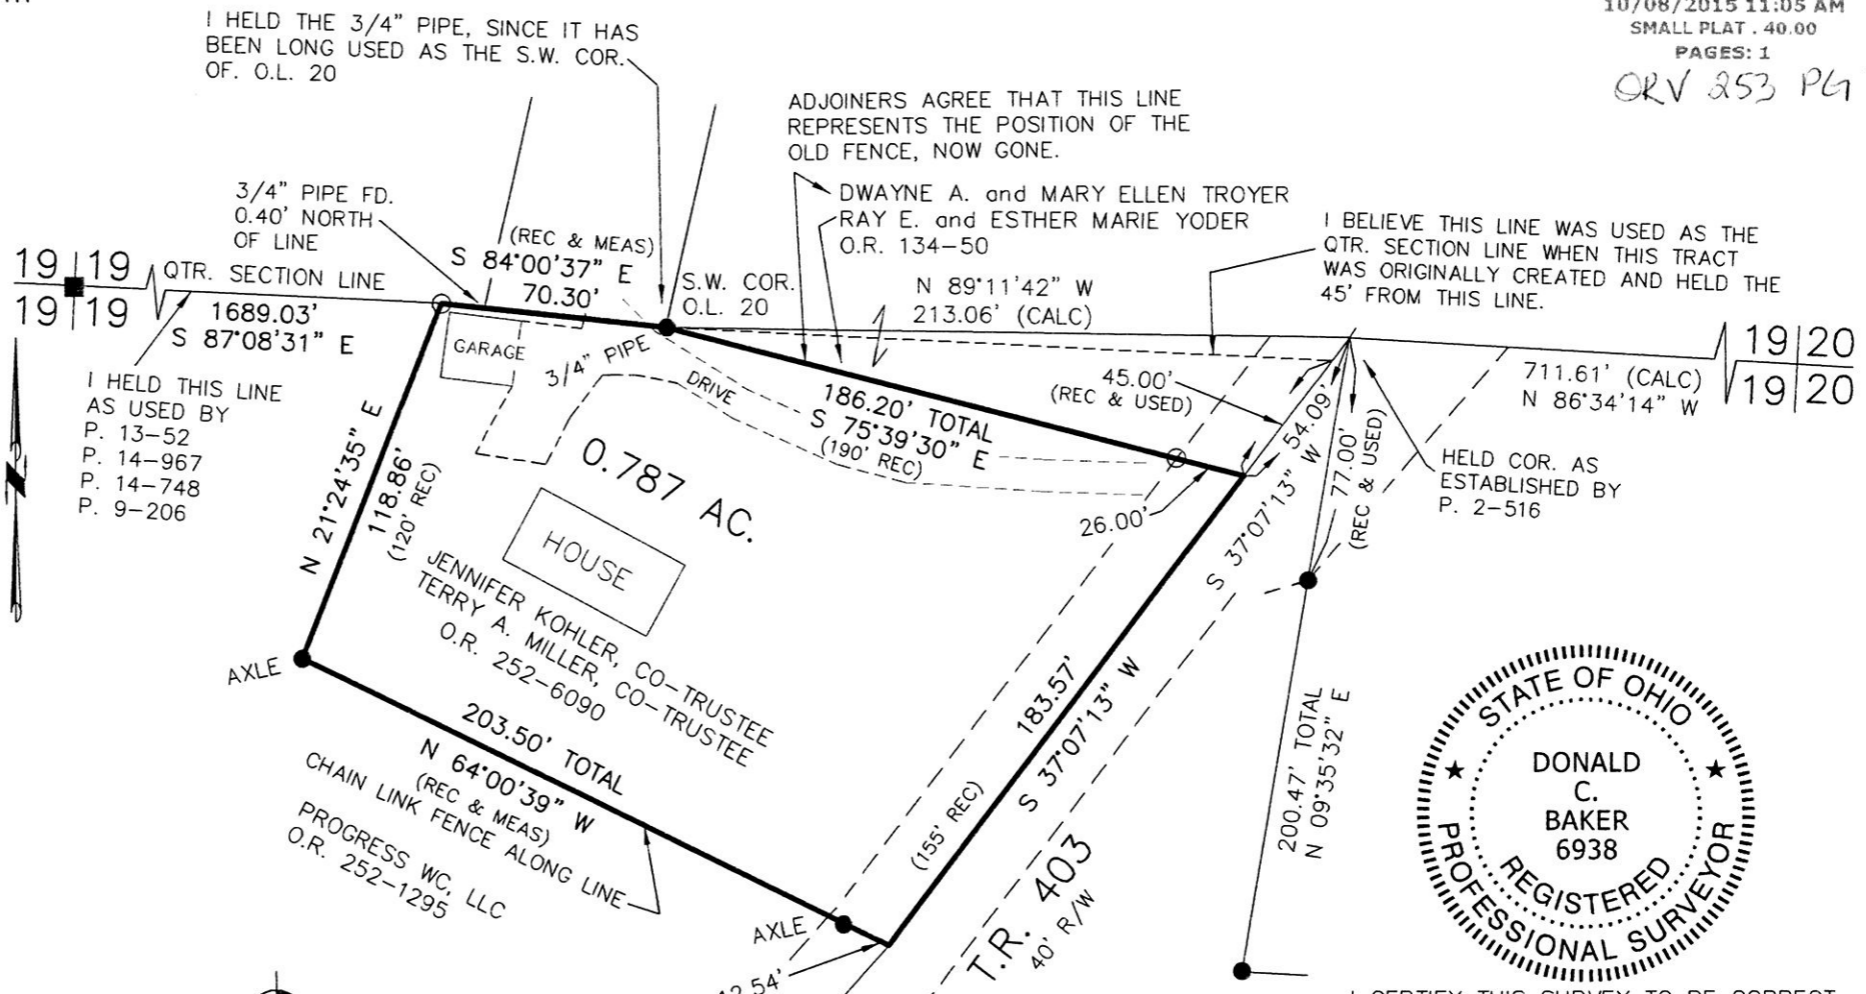 10/08/2015 11:05 AM
SMALL PLAT . 40.00
PAGES: 1
ORV 253 PG
I HELD THE 3/4" PIPE, SINCE IT HAS
BEEN LONG USED AS THE S.W. COR.
OF. O.L. 20
ADJOINERS AGREE THAT THIS LINE
REPRESENTS THE POSITION OF THE
OLD FENCE, NOW GONE.
3/4" PIPE FD.
0.40' NORTH
OF LINE
DWAYNE A. and MARY ELLEN TROYER
RAY E. and ESTHER MARIE YODER
O.R. 134-50
I BELIEVE THIS LINE WAS USED AS THE
QTR. SECTION LINE WHEN THIS TRACT
WAS ORIGINALLY CREATED AND HELD THE
45' FROM THIS LINE.
19 19
19 19
QTR. SECTION LINE
1689.03'
S 87°08'31" E
(REC & MEAS)
S 84°00'37" E
70.30'
S.W. COR.
O.L. 20
N 89°11'42" W
213.06' (CALC)
19 20
19 20
711.61' (CALC)
N 86°34'14" W
I HELD THIS LINE
AS USED BY
P. 13-52
P. 14-967
P. 14-748
P. 9-206
GARAGE
3/4" PIPE
DRIVE
186.20' TOTAL
S 75°39'30" E
(190' REC)
45.00'
(REC & USED)
54.09'
S 37°07'13" W
77.00'
(REC & USED)
HELD COR. AS
ESTABLISHED BY
P. 2-516
26.00'
N 21°24'35" E
118.86'
(120' REC)
0.787 AC.
HOUSE
JENNIFER KOHLER, CO-TRUSTEE
TERRY A. MILLER, CO-TRUSTEE
O.R. 252-6090
AXLE
203.50' TOTAL
N 64°00'39" W
(REC & MEAS)
CHAIN LINK FENCE ALONG LINE
PROGRESS WC, LLC
O.R. 252-1295
183.57'
S 37°07'13" W
(155' REC)
T.R. 403
40' R/W
AXLE
200.47' TOTAL
N 09°35'32" E
STATE OF OHIO
DONALD
C.
BAKER
6938
REGISTERED
PROFESSIONAL SURVEYOR
I CERTIFY THIS SURVEY TO BE CORRECT